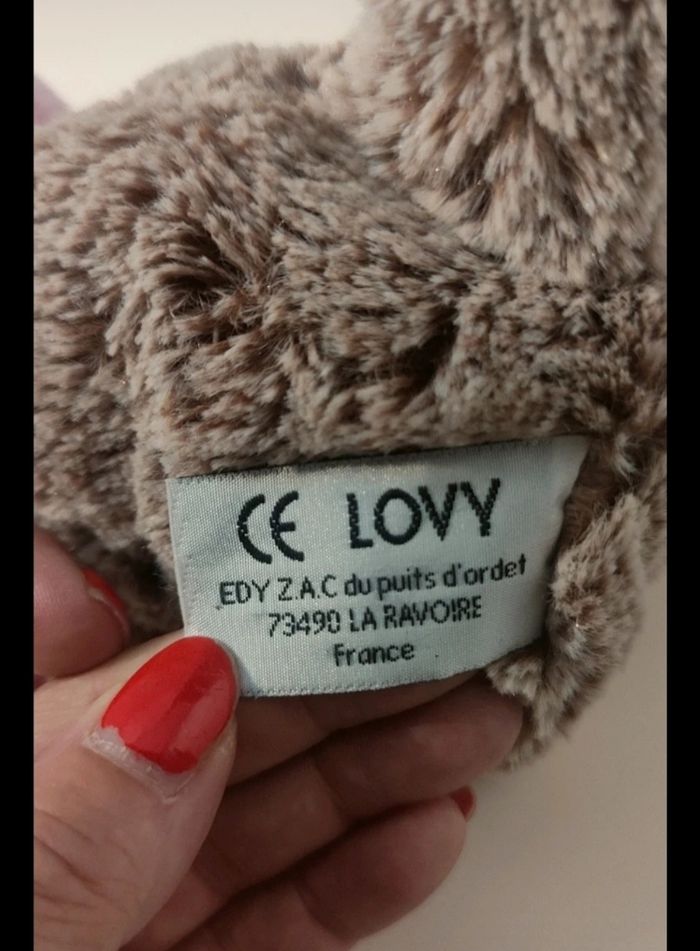 CE LOVY
EDY Z.A.C du puits d'ordet
73490 LA RAVOIRE
France